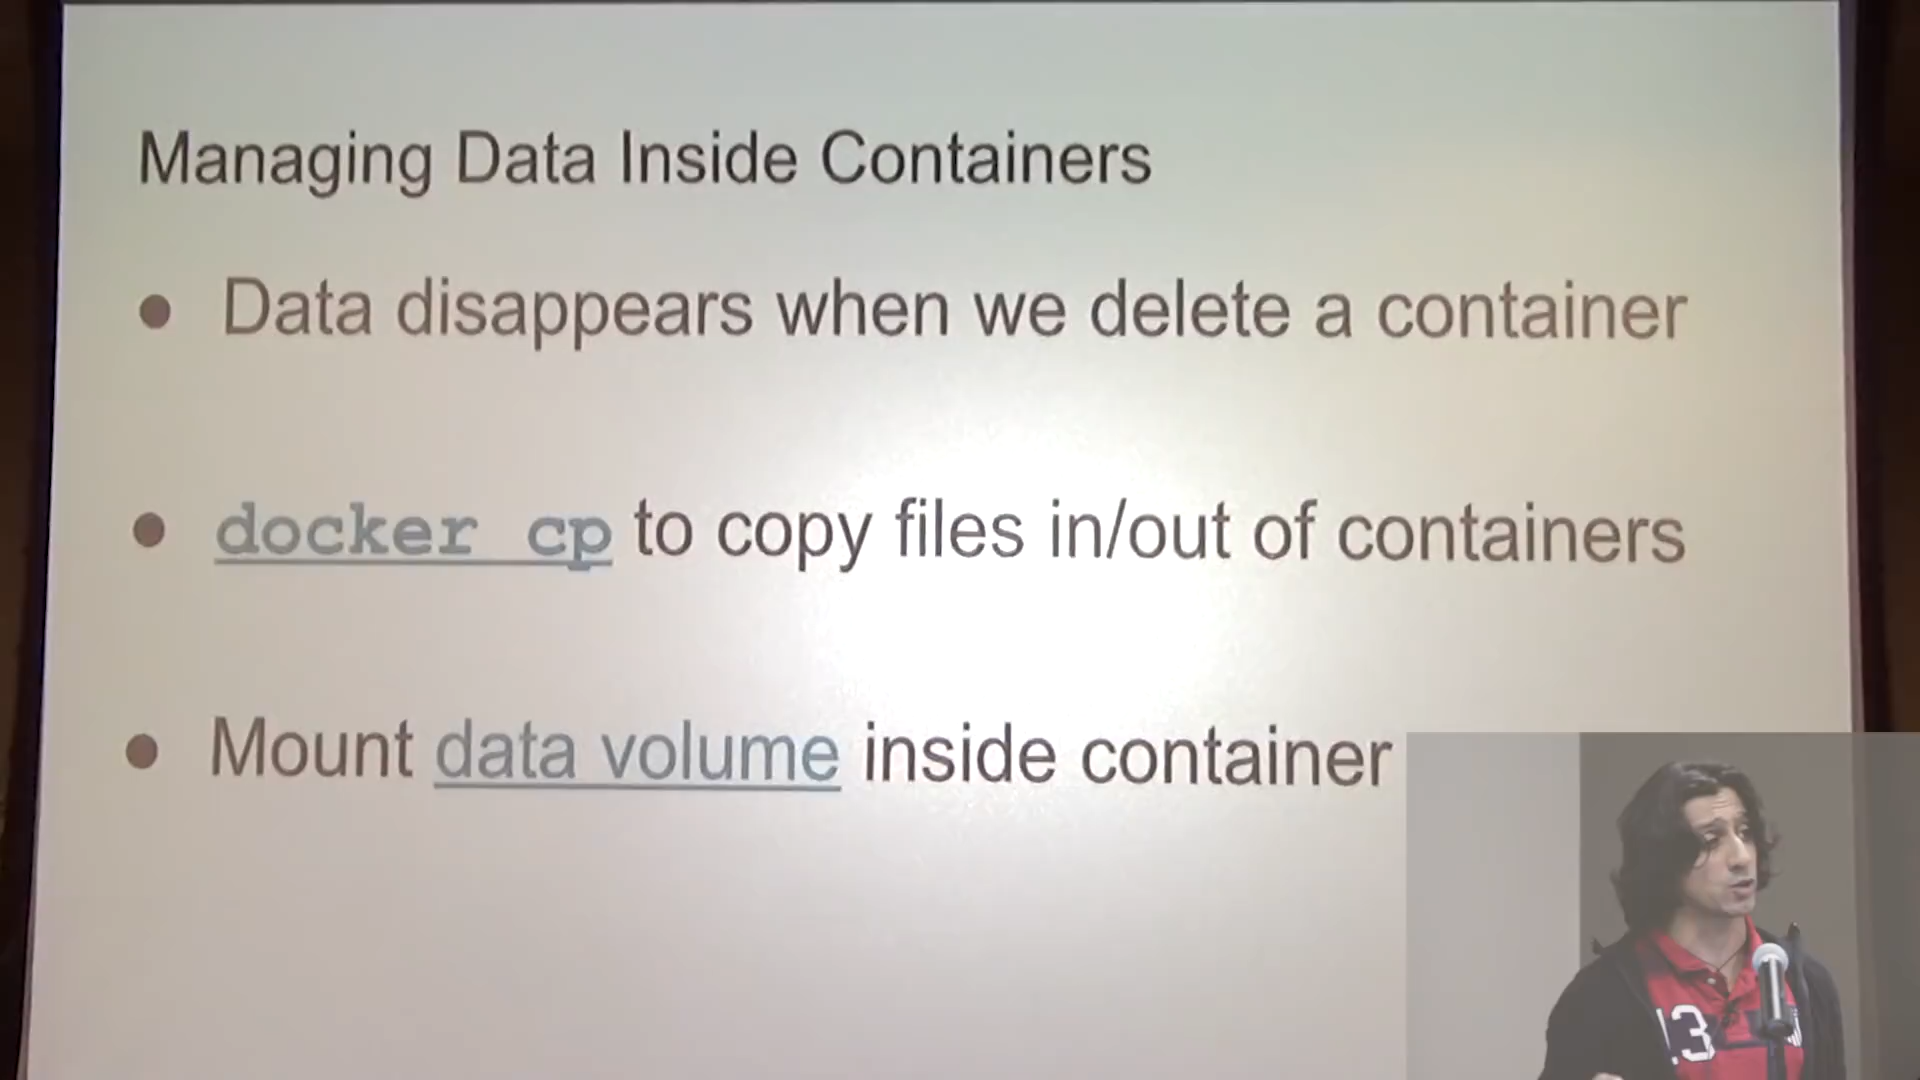 Managing Data Inside Containers
● Data disappears when we delete a container
● docker cp to copy files in/out of containers
● Mount data volume inside container
13